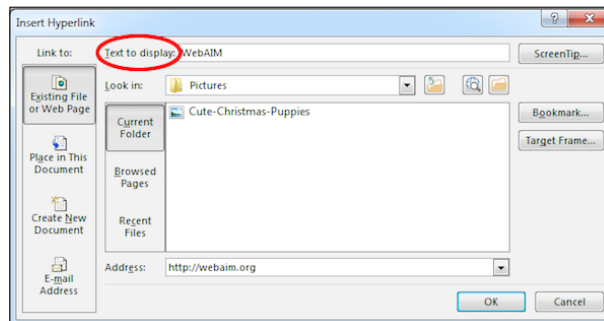 Insert Hyperlink
Link to:
Text to display: WebAIM
ScreenTip...
Existing File
or Web Page
Look in:
Pictures
Current
Folder
Cute-Christmas-Puppies
Bookmark...
Target Frame...
Place in This
Document
Browsed
Pages
Create New
Document
Recent
Files
E-mail
Address
Address:
http://webaim.org
OK
Cancel